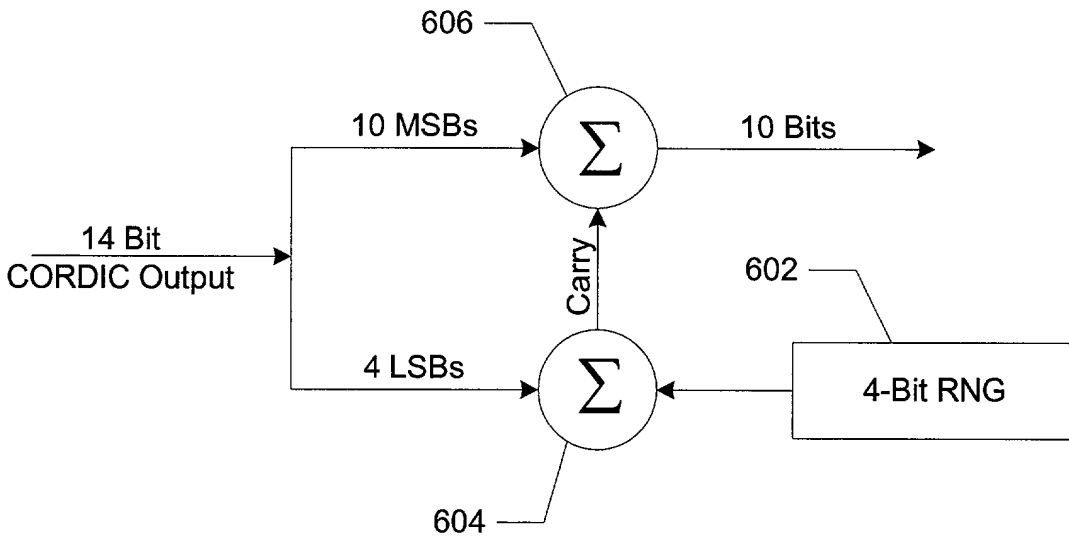 606
10 MSBs
Σ
10 Bits
14 Bit
CORDIC Output
Carry
602
4 LSBs
Σ
4-Bit RNG
604